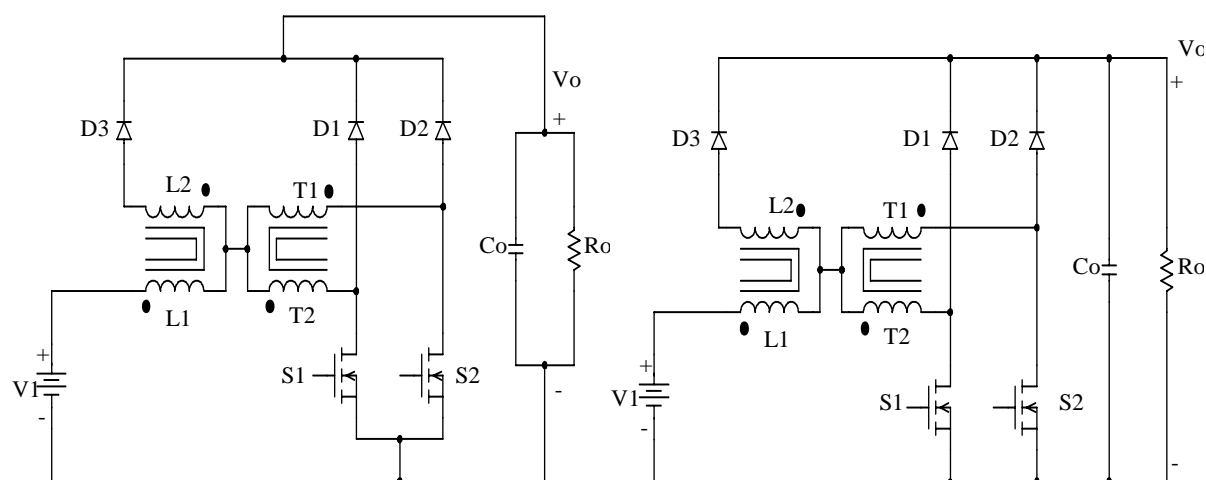 Vo
+
D3
D1
D2
L2
T1
Co
Ro
L1
T2
+
V1
-
S1
S2
-
Vo
+
D3
D1
D2
L2
T1
Co
Ro
L1
T2
+
V1
-
S1
S2
-